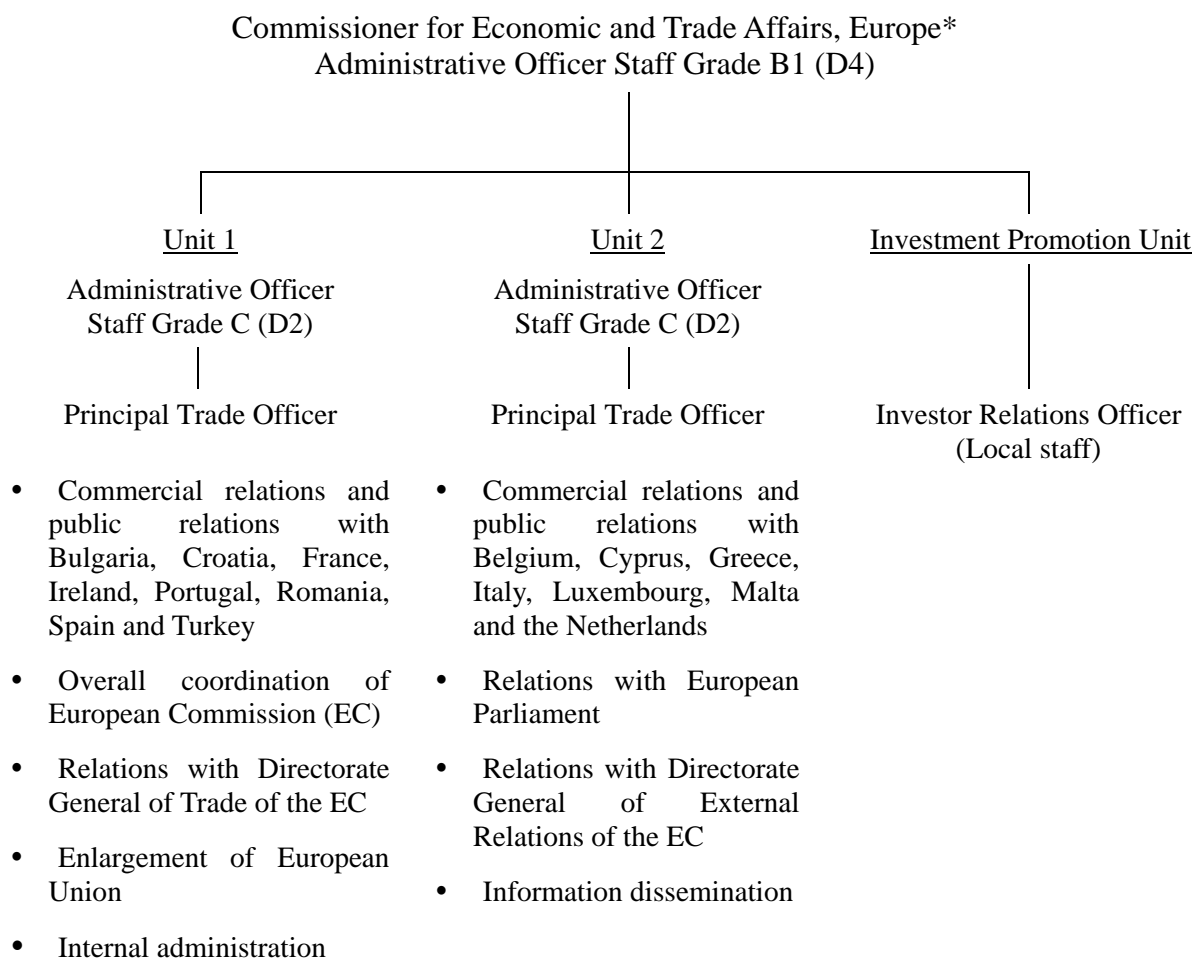 Commissioner for Economic and Trade Affairs, Europe*
Administrative Officer Staff Grade B1 (D4)
Unit 1
Administrative Officer
Staff Grade C (D2)
Principal Trade Officer
• Commercial relations and
public relations with
Bulgaria, Croatia, France,
Ireland, Portugal, Romania,
Spain and Turkey
• Overall coordination of
European Commission (EC)
• Relations with Directorate
General of Trade of the EC
• Enlargement of European
Union
• Internal administration
Unit 2
Administrative Officer
Staff Grade C (D2)
Principal Trade Officer
• Commercial relations and
public relations with
Belgium, Cyprus, Greece,
Italy, Luxembourg, Malta
and the Netherlands
• Relations with European
Parliament
• Relations with Directorate
General of External
Relations of the EC
• Information dissemination
Investment Promotion Unit
Investor Relations Officer
(Local staff)